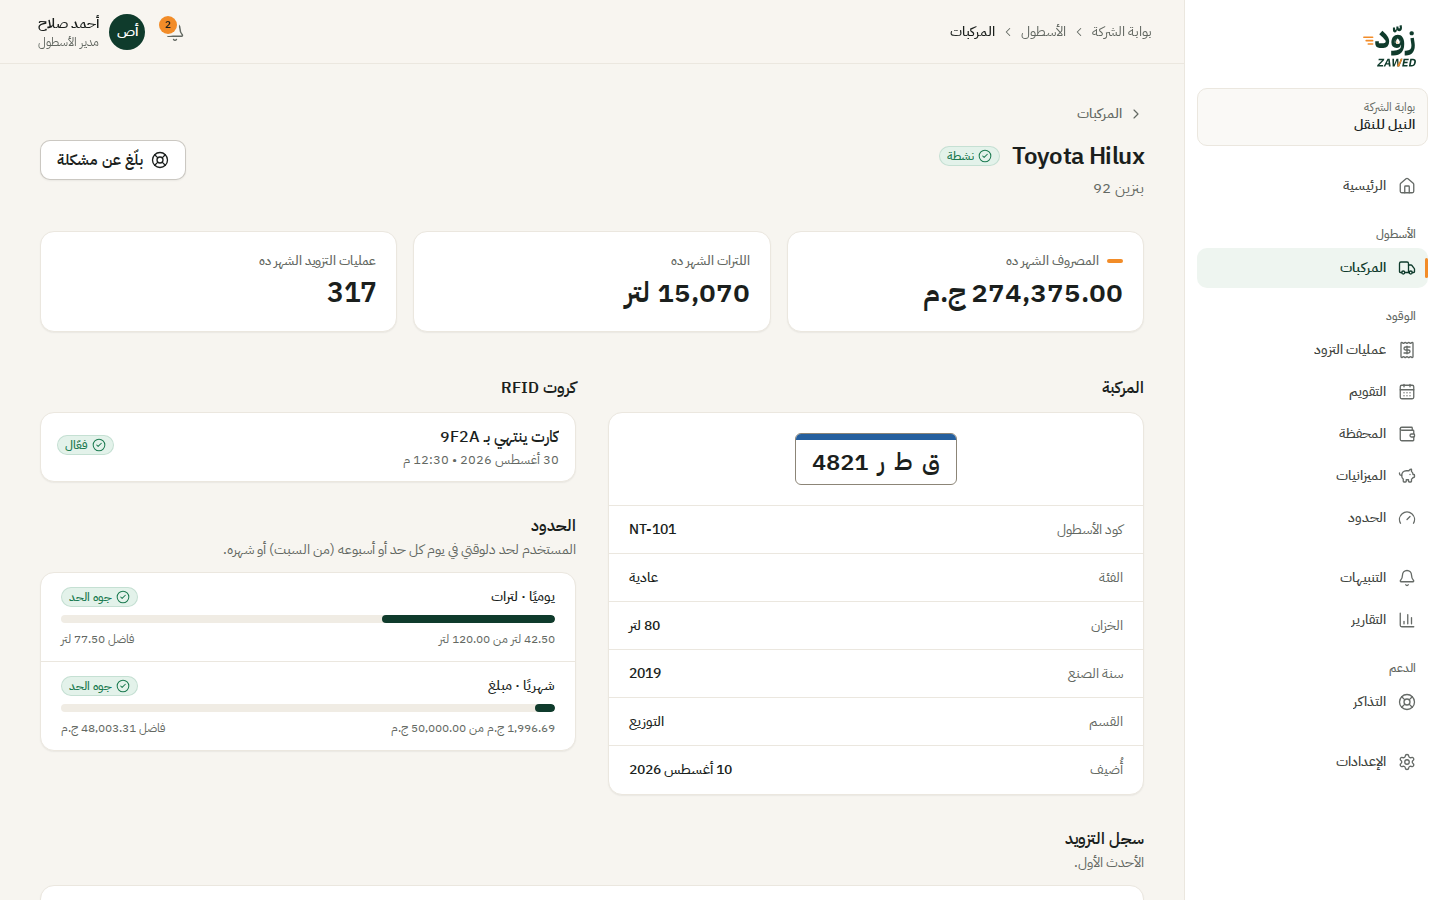 زوّد
ZAWED
بوابة الشركة
النيل للنقل
الرئيسية
الأسطول
المركبات
الوقود
عمليات التزود
التقويم
المحفظة
الميزانيات
الحدود
التنبيهات
التقارير
الدعم
التذاكر
الإعدادات
بوابة الشركة
الأسطول
المركبات
2
أص
أحمد صلاح
مدير الأسطول
المركبات
Toyota Hilux
نشطة
بنزين 92
بلّغ عن مشكلة
المصروف الشهر ده
274,375.00 ج.م
اللترات الشهر ده
15,070 لتر
عمليات التزويد الشهر ده
317
المركبة
ق ط ر 4821
كود الأسطول NT-101
الفئة عادية
الخزان 80 لتر
سنة الصنع 2019
القسم التوزيع
أُضيف 10 أغسطس 2026
كروت RFID
كارت ينتهي بـ 9F2A
30 أغسطس 2026 • 12:30 م
فعّال
الحدود
المستخدم لحد دلوقتي في يوم كل حد أو أسبوعه (من السبت) أو شهره.
يوميًا · لترات
جوه الحد
42.50 لتر من 120.00 لتر
فاضل 77.50 لتر
شهريًا · مبلغ
جوه الحد
1,996.69 ج.م من 50,000.00 ج.م
فاضل 48,003.31 ج.م
سجل التزويد
الأحدث الأول.